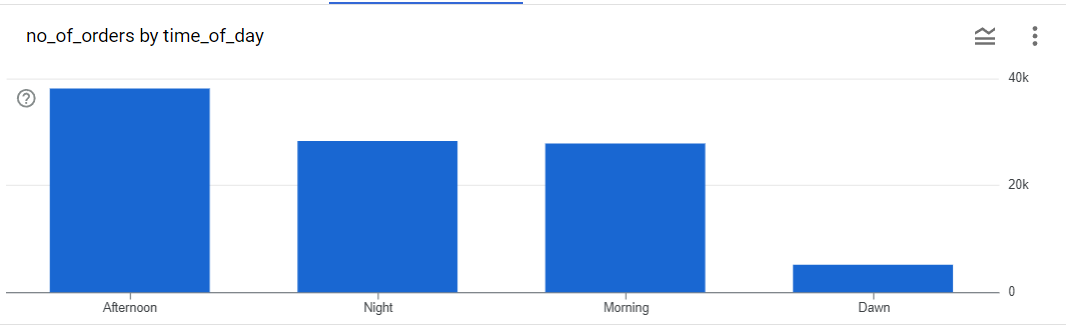 no_of_orders by time_of_day
40k
20k
0
Afternoon Night Morning Dawn